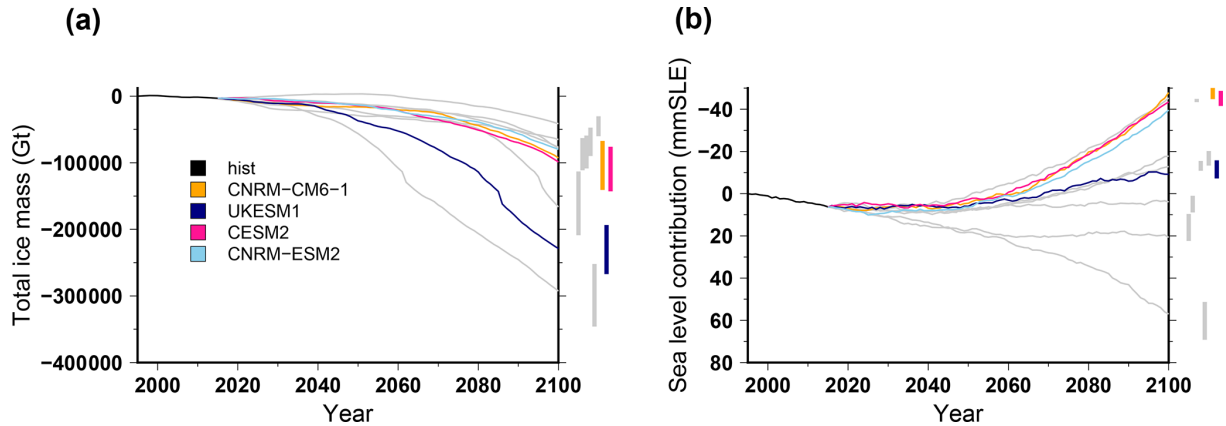 (a)
(b)
Total ice mass (Gt)
0
−100000
−200000
−300000
−400000
hist
CNRM−CM6−1
UKESM1
CESM2
CNRM−ESM2
2000 2020 2040 2060 2080 2100
Year
Sea level contribution (mmSLE)
−40
−20
0
20
40
60
80
2000 2020 2040 2060 2080 2100
Year